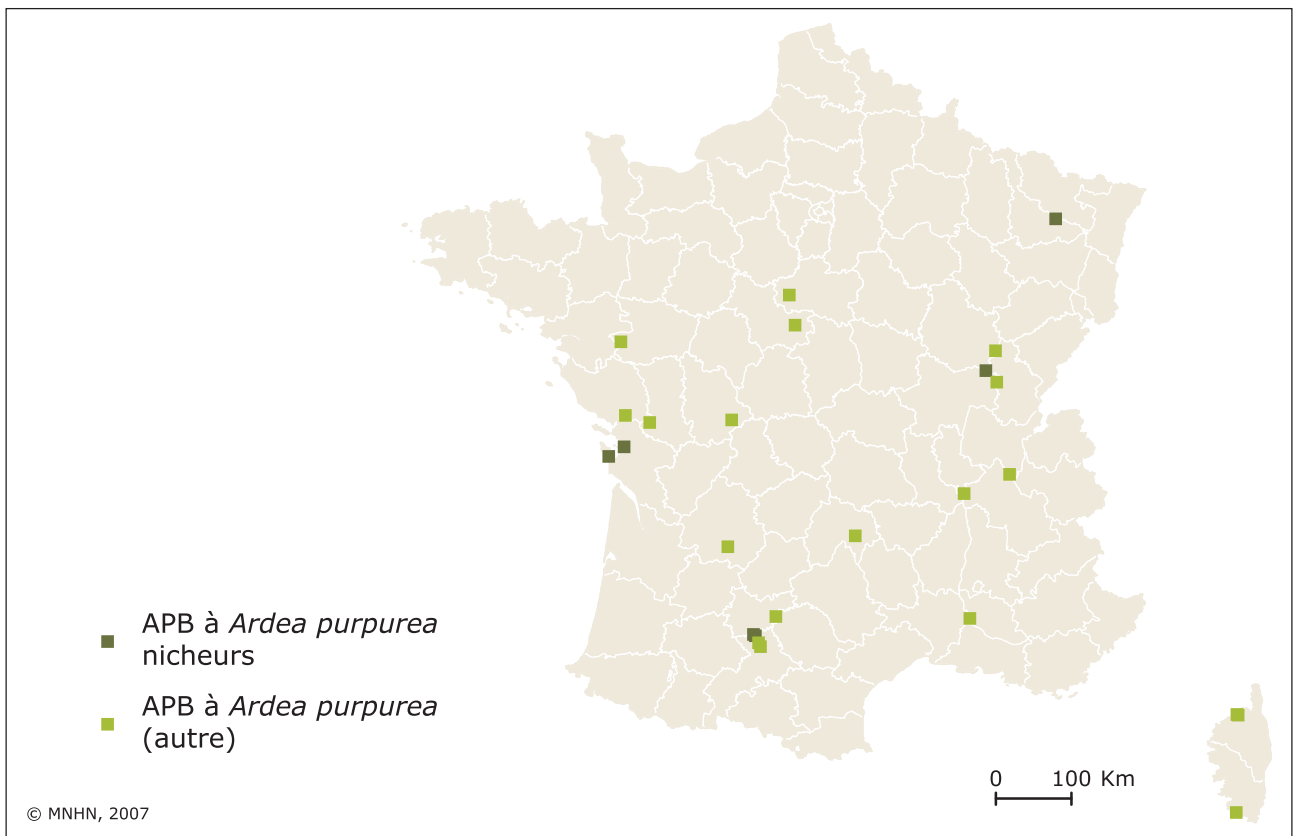 APB à Ardea purpurea
nicheurs
APB à Ardea purpurea
(autre)
0 100 Km
© MNHN, 2007